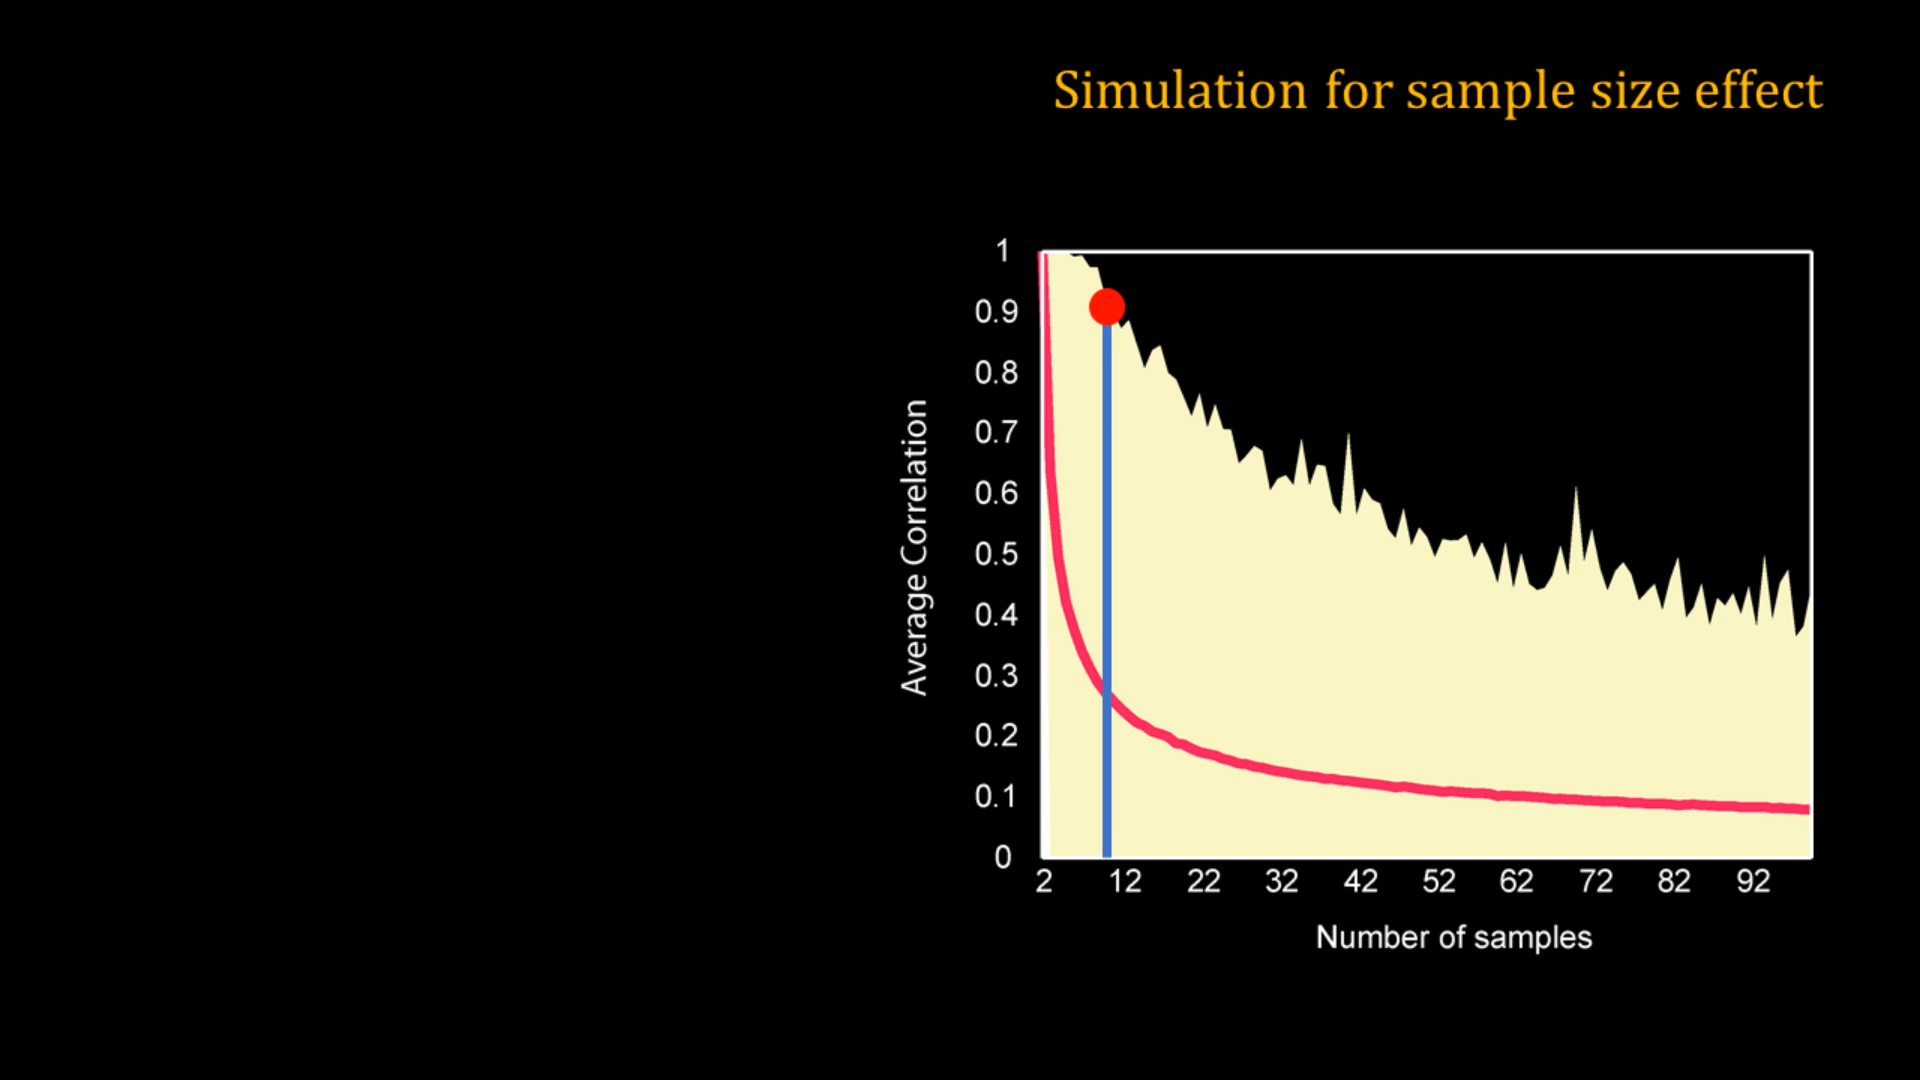 Simulation for sample size effect
1
0.9
0.8
0.7
0.6
0.5
0.4
0.3
0.2
0.1
0
Average Correlation
2 12 22 32 42 52 62 72 82 92
Number of samples